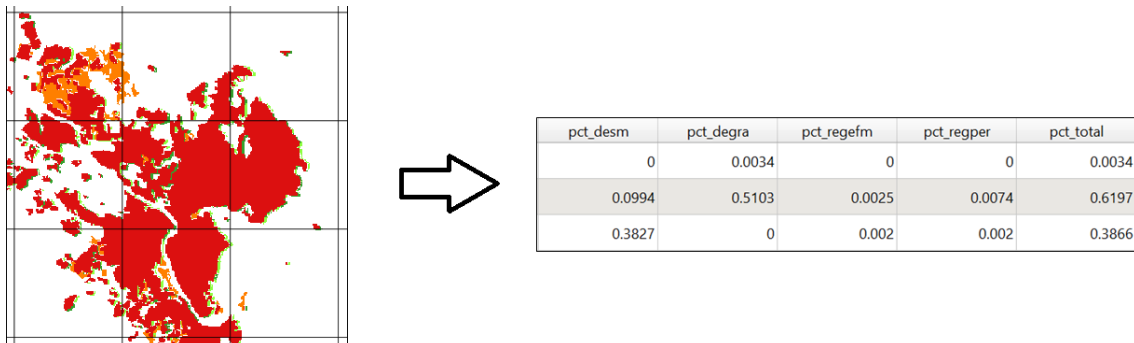 pct_desm pct_degra pct_regefm pct_regper pct_total
0 0.0034 0 0 0.0034
0.0994 0.5103 0.0025 0.0074 0.6197
0.3827 0 0.002 0.002 0.3866